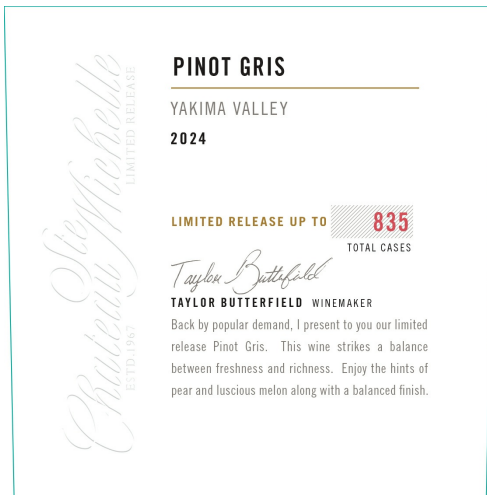 PINOT GRIS
YAKIMA VALLEY
2024
Chateau Ste Michelle
LIMITED RELEASE
ESTD.1967
LIMITED RELEASE UP TO 835
TOTAL CASES
Taylor Butterfield
TAYLOR BUTTERFIELD WINEMAKER
Back by popular demand, I present to you our limited
release Pinot Gris. This wine strikes a balance
between freshness and richness. Enjoy the hints of
pear and luscious melon along with a balanced finish.